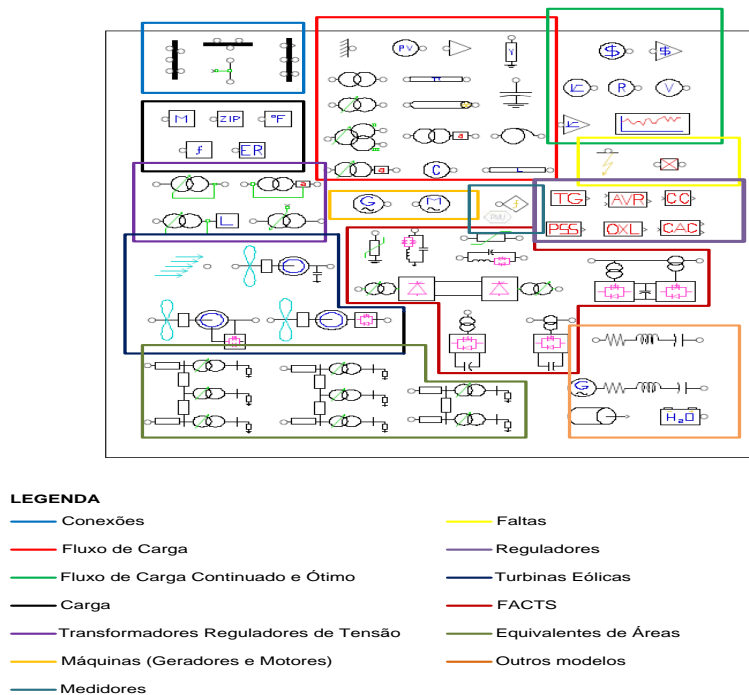 PV
Y
$
$
π
R
V
M
ZIP
°F
a
f
ER
a
C
L
a
TG
AVR
CC
G
M
PMU
L
PSS
OXL
CAC
G
H2O
LEGENDA
Conexões
Faltas
Fluxo de Carga
Reguladores
Fluxo de Carga Continuado e Ótimo
Turbinas Eólicas
Carga
FACTS
Transformadores Reguladores de Tensão
Equivalentes de Áreas
Máquinas (Geradores e Motores)
Outros modelos
Medidores